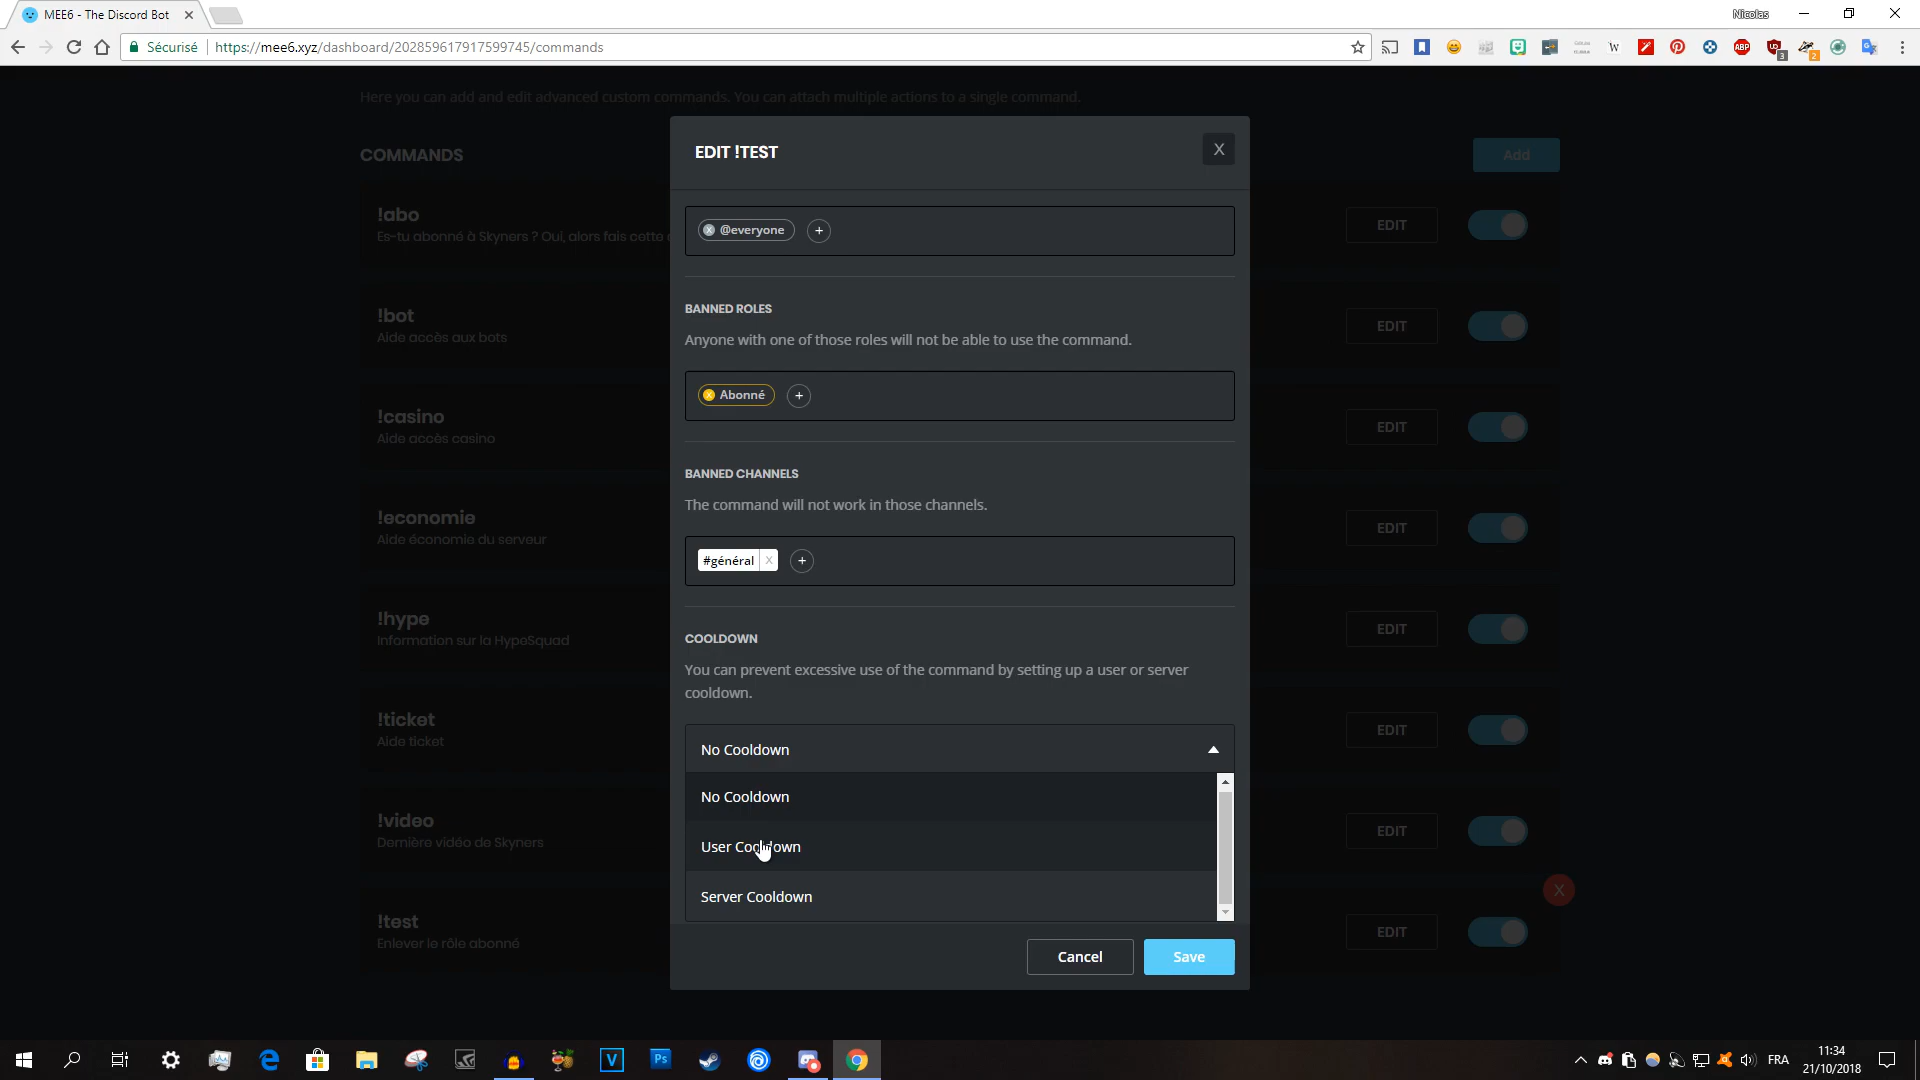 MEE6 - The Discord Bot
Nicolas
Sécurisé
https://mee6.xyz/dashboard/202859617917599745/commands
Here you can add and edit advanced custom commands. You can attach multiple actions to a single command.
COMMANDS
Add
!abo
Es-tu abonné à Skyners ? Oui, alors fais cette
EDIT
!bot
Aide accès aux bots
EDIT
!casino
Aide accès casino
EDIT
!economie
Aide économie du serveur
EDIT
!hype
Information sur la HypeSquad
EDIT
!ticket
Aide ticket
EDIT
!video
Dernière vidéo de Skyners
EDIT
!test
Enlever le rôle abonné
EDIT
X
EDIT !TEST
X
@everyone
+
BANNED ROLES
Anyone with one of those roles will not be able to use the command.
Abonné
+
BANNED CHANNELS
The command will not work in those channels.
#général X
+
COOLDOWN
You can prevent excessive use of the command by setting up a user or server
cooldown.
No Cooldown
No Cooldown
User Cooldown
Server Cooldown
Cancel
Save
FRA
11:34
21/10/2018